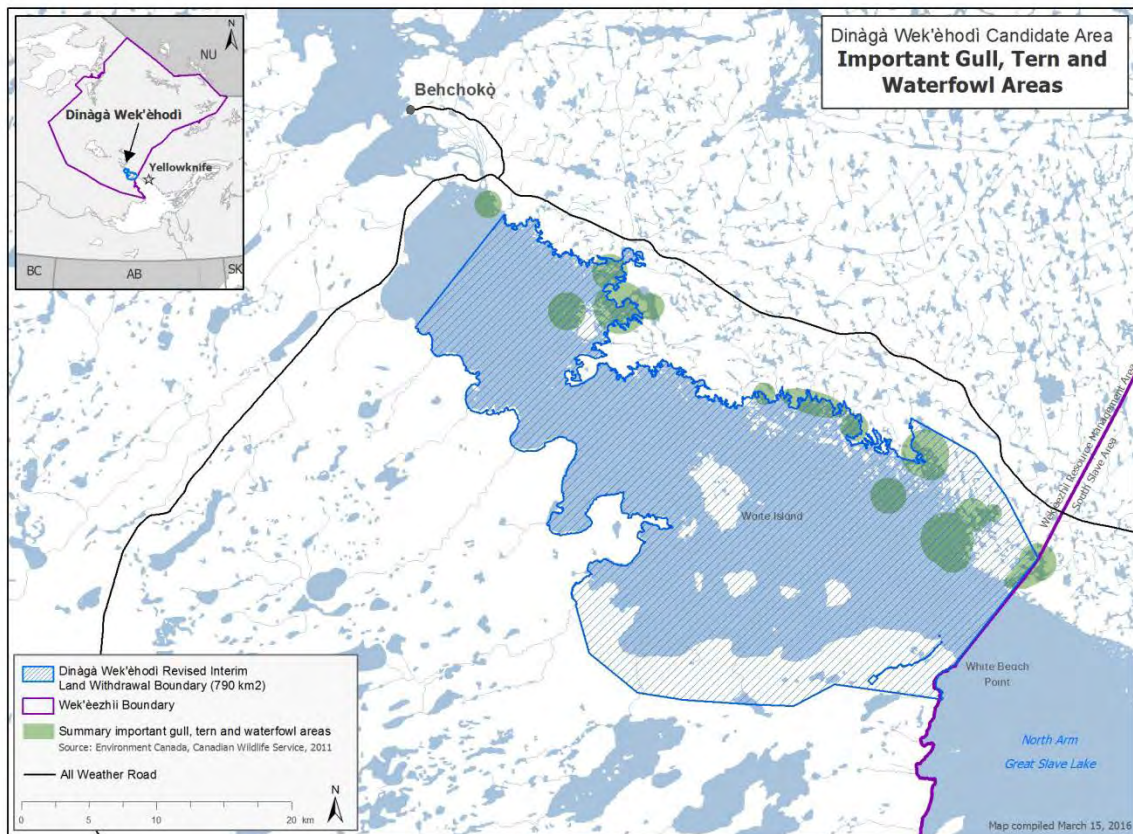 Dinàgà Wek'èhodì Candidate Area
Important Gull, Tern and
Waterfowl Areas
N
NU
Dinàgà Wek'èhodì
Yellowknife
BC
AB
SK
Behchokǫ̀
Waite Island
Wek'èezhìı Resource Management Area
South Slave Area
White Beach
Point
North Arm
Great Slave Lake
Dinàgà Wek'èhodì Revised Interim
Land Withdrawal Boundary (790 km2)
Wek'èezhìı Boundary
Summary important gull, tern and waterfowl areas
Source: Environment Canada, Canadian Wildlife Service, 2011
All Weather Road
N
0 5 10 20 km
Map compiled March 15, 2016